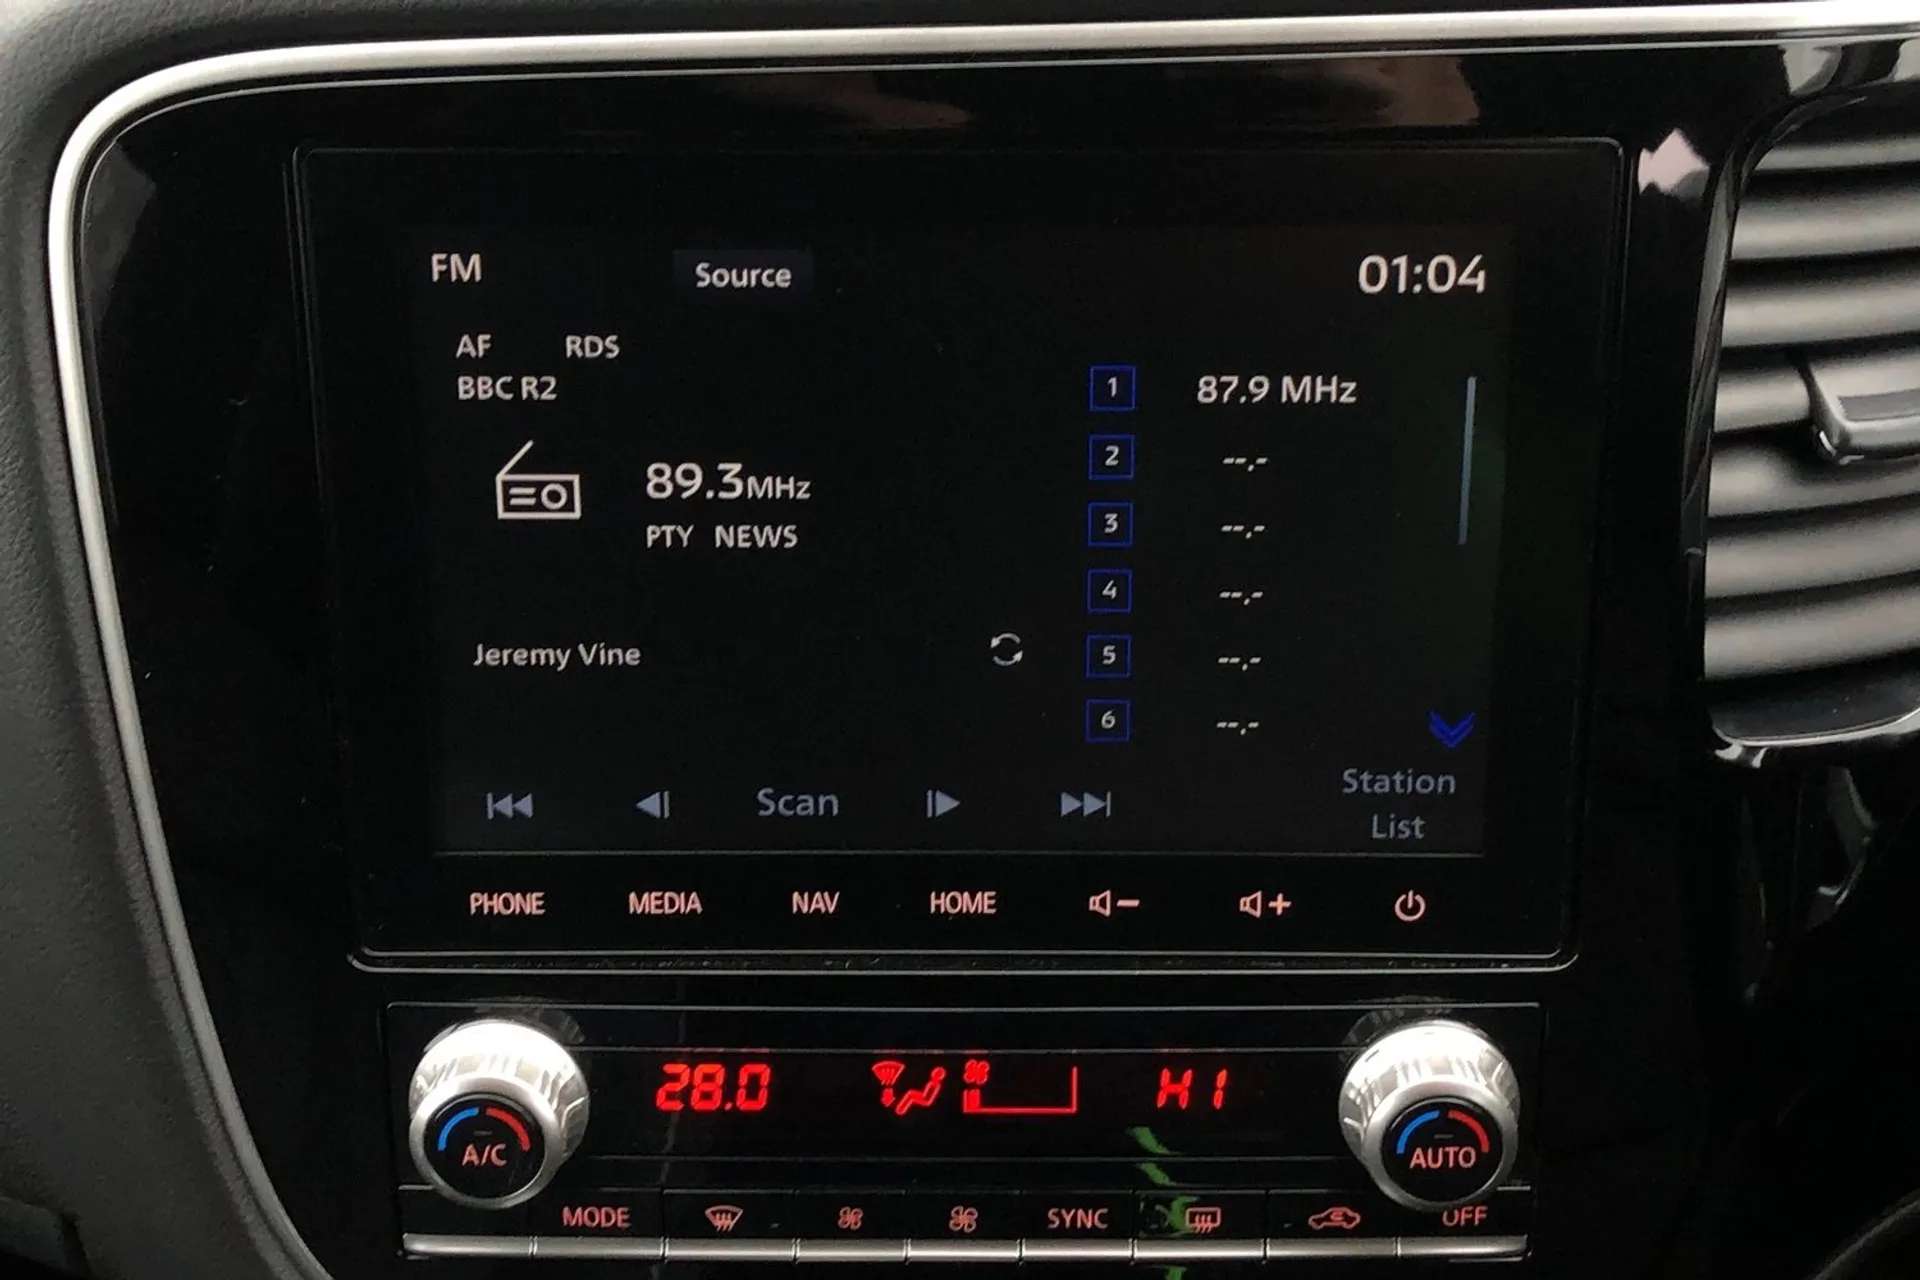 FM Source 01:04
AF RDS
BBC R2
89.3MHz
PTY NEWS
Jeremy Vine
1 87.9 MHz
2 --.-
3 --.-
4 --.-
5 --.-
6 --.-
Scan
Station
List
PHONE MEDIA NAV HOME
28.0 HI
A/C AUTO
MODE SYNC OFF